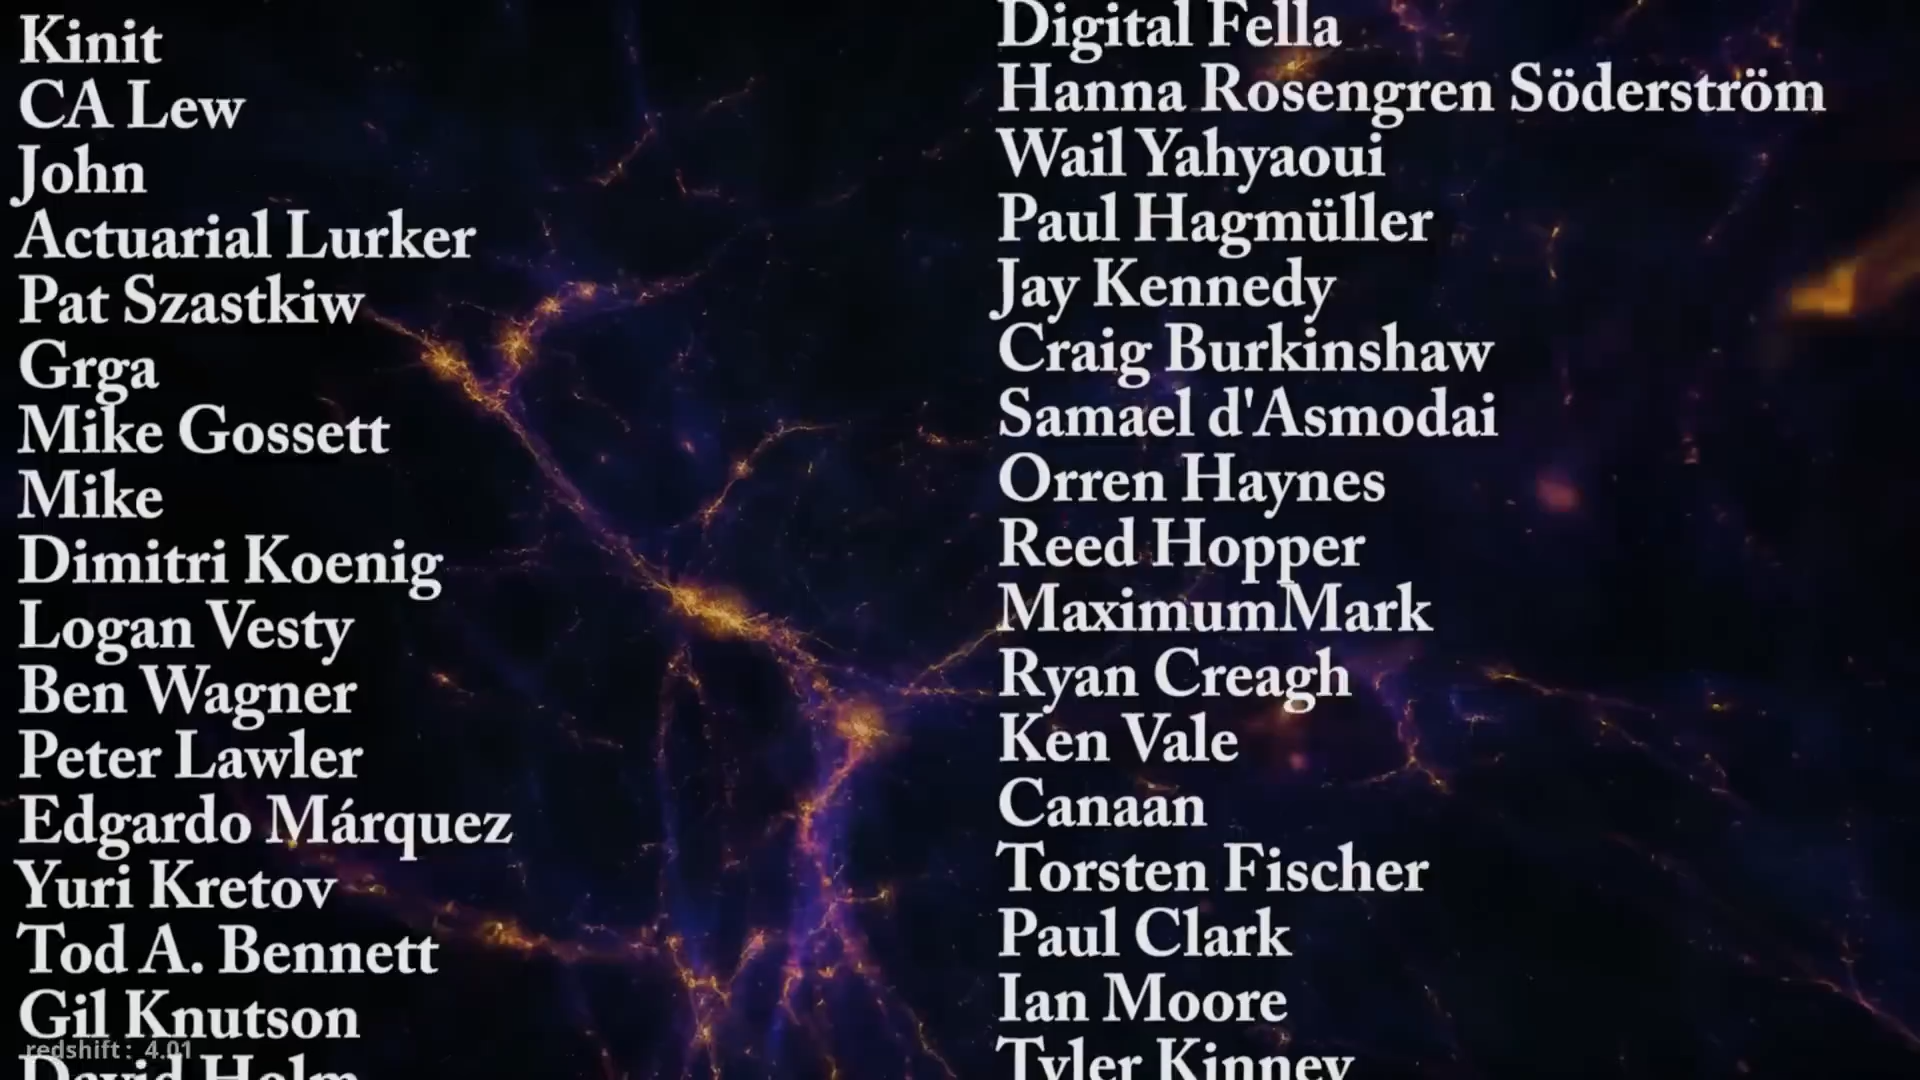 Kinit
CA Lew
John
Actuarial Lurker
Pat Szastkiw
Grga
Mike Gossett
Mike
Dimitri Koenig
Logan Vesty
Ben Wagner
Peter Lawler
Edgardo Márquez
Yuri Kretov
Tod A. Bennett
Gil Knutson
redshift: 4.01
David Holm
Digital Fella
Hanna Rosengren Söderström
Wail Yahyaoui
Paul Hagmüller
Jay Kennedy
Craig Burkinshaw
Samael d'Asmodai
Orren Haynes
Reed Hopper
MaximumMark
Ryan Creagh
Ken Vale
Canaan
Torsten Fischer
Paul Clark
Ian Moore
Tyler Kinney